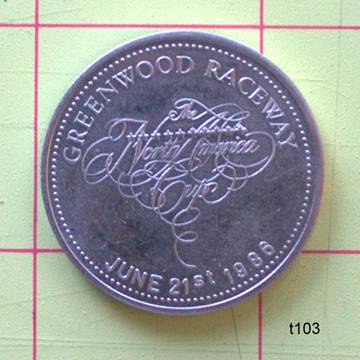 GREENWOOD RACEWAY
The
North America
Cup
JUNE 21st 1986
t103